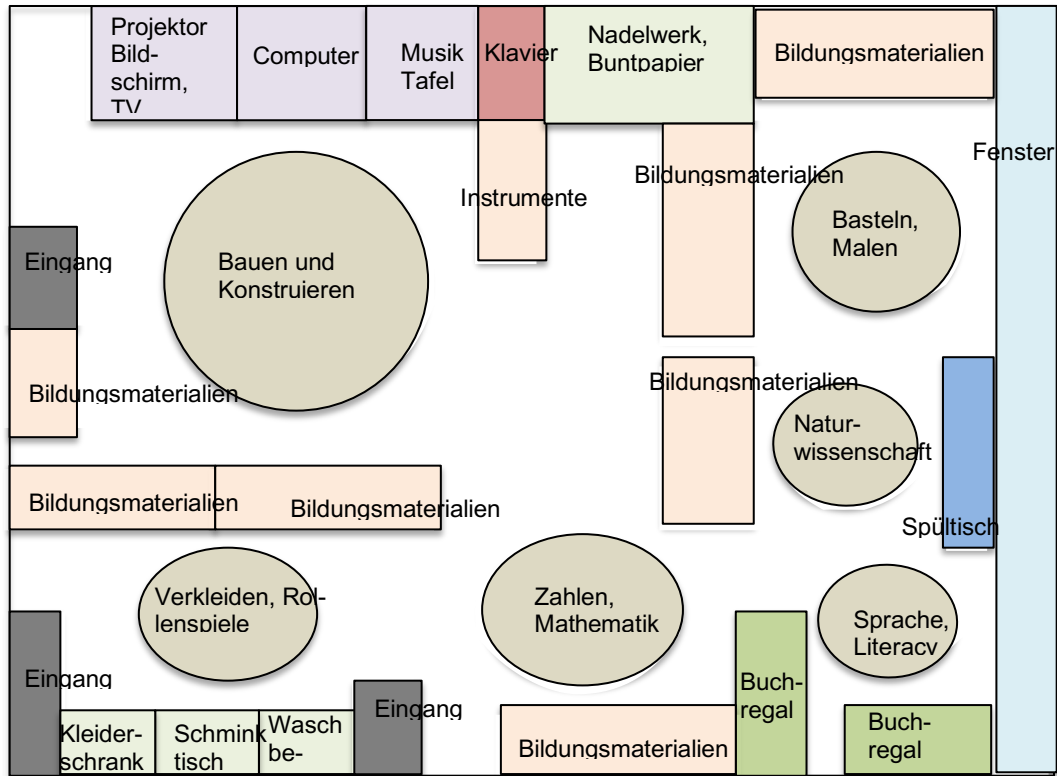 Projektor
Bild-
schirm,
TV
Computer
Musik
Tafel
Klavier
Nadelwerk,
Buntpapier
Bildungsmaterialien
Fenster
Instrumente
Bildungsmaterialien
Basteln,
Malen
Eingang
Bauen und
Konstruieren
Bildungsmaterialien
Bildungsmaterialien
Natur-
wissenschaft
Spültisch
Bildungsmaterialien
Bildungsmaterialien
Verkleiden, Rol-
lenspiele
Zahlen,
Mathematik
Sprache,
Literacy
Eingang
Eingang
Buch-
regal
Kleider-
schrank
Schmink
tisch
Wasch
be-
Bildungsmaterialien
Buch-
regal